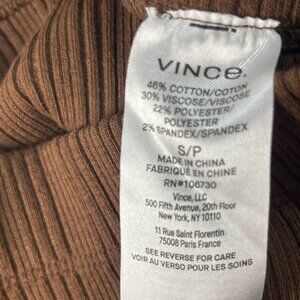 VINCE.
46% COTTON/COTON
30% VISCOSE/VISCOSE
22% POLYESTER/
POLYESTER
2% SPANDEX/SPANDEX
S/P
MADE IN CHINA
FABRIQUÉ EN CHINE
RN#106730
Vince, LLC
500 Fifth Avenue, 20th Floor
New York, NY 10110
11 Rue Saint Florentin
75008 Paris France
SEE REVERSE FOR CARE
VOIR AU VERSO POUR LES SOINS